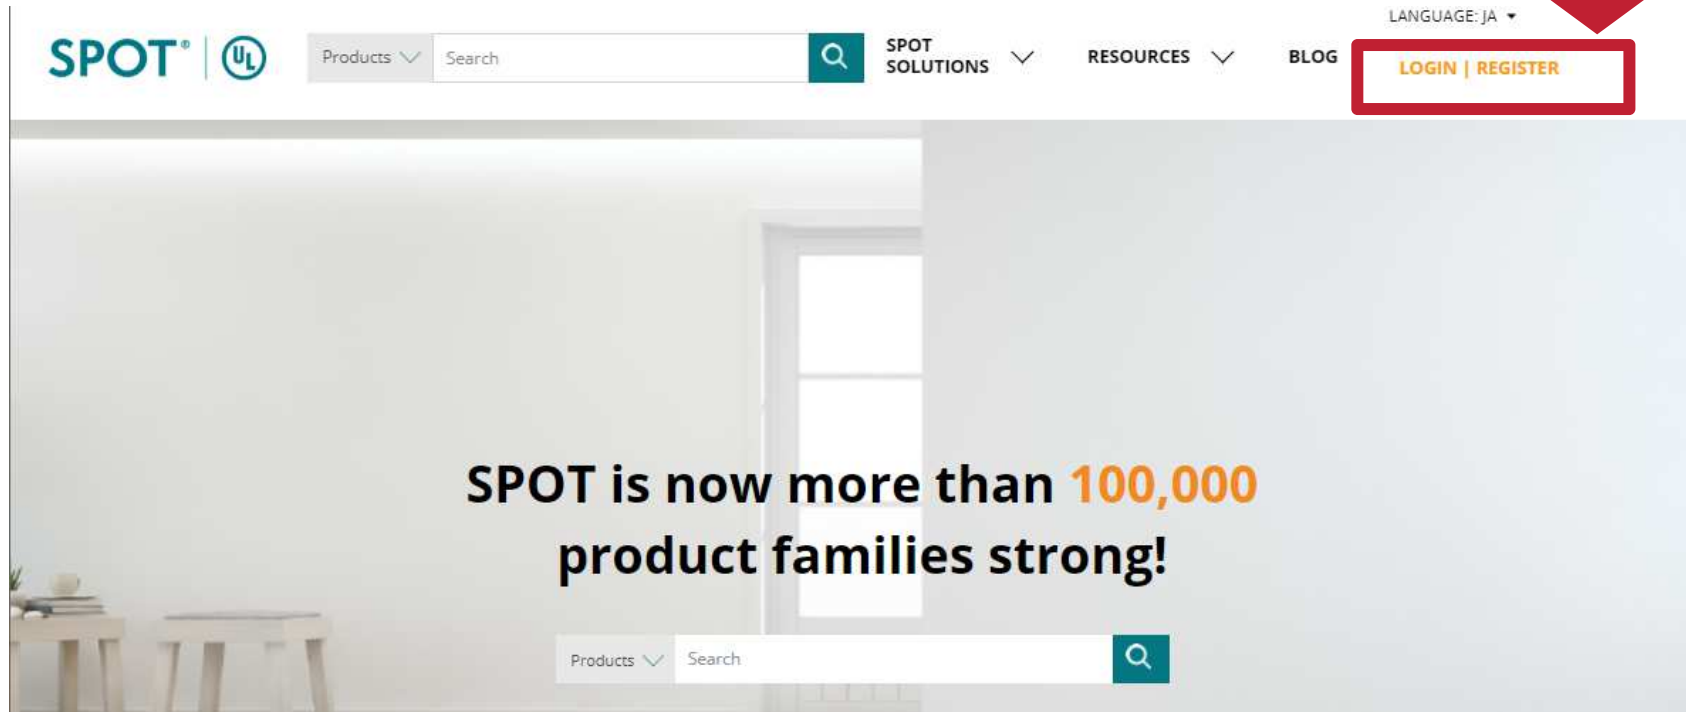 LANGUAGE: JA
SPOT® | UL
Products
Search
SPOT
SOLUTIONS
RESOURCES
BLOG
LOGIN | REGISTER
SPOT is now more than 100,000
product families strong!
Products
Search